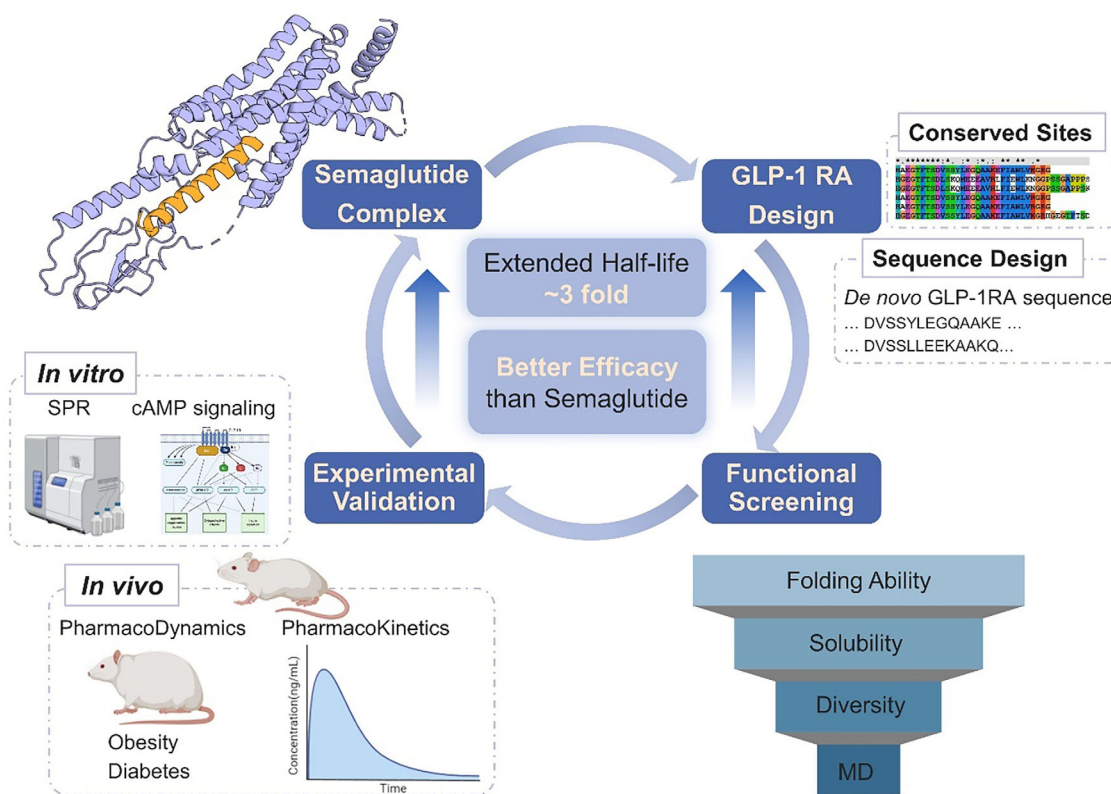 Semaglutide
Complex
GLP-1 RA
Design
Conserved Sites
Extended Half-life
~3 fold
Sequence Design
De novo GLP-1RA sequence
... DVSSYLEGQAAKE ...
... DVSSLLEEKAAKQ...
Better Efficacy
than Semaglutide
In vitro
SPR
cAMP signaling
Experimental
Validation
Functional
Screening
In vivo
PharmacoDynamics
PharmacoKinetics
Obesity
Diabetes
Concentration(ng/mL)
Time
Folding Ability
Solubility
Diversity
MD